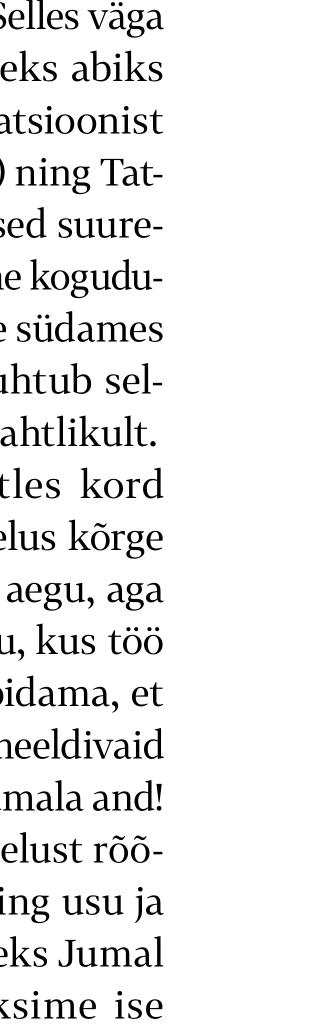 Selles väga
eks abiks
atsioonist
) ning Tat-
sed suure-
ne kogudu-
e südames
uhtub sel-
ahtlikult.
tles kord
elus kõrge
aegu, aga
u, kus töö
oidama, et
meeldivaid
umala and!
elust rõõ-
ing usu ja
eks Jumal
ksime ise